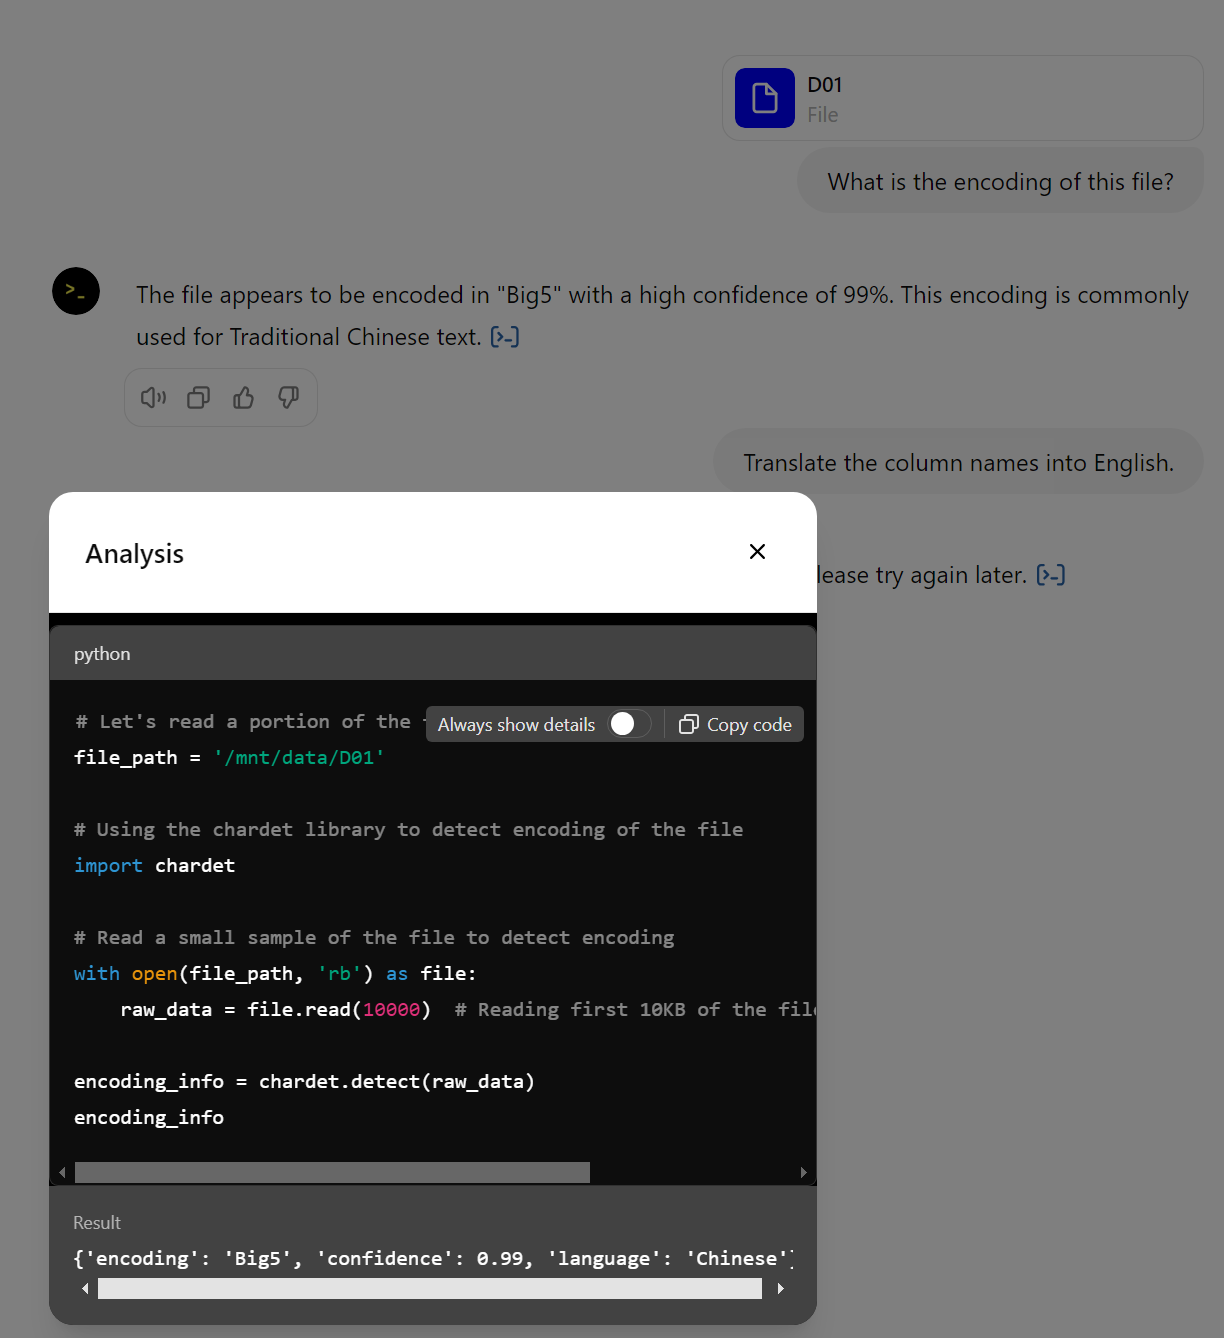 D01
File
What is the encoding of this file?
>_
The file appears to be encoded in "Big5" with a high confidence of 99%. This encoding is commonly
used for Traditional Chinese text. [>-]
Translate the column names into English.
Analysis
lease try again later. [>-]
python
# Let's read a portion of the
Always show details
Copy code
file_path = '/mnt/data/D01'
# Using the chardet library to detect encoding of the file
import chardet
# Read a small sample of the file to detect encoding
with open(file_path, 'rb') as file:
    raw_data = file.read(10000)  # Reading first 10KB of the fil
encoding_info = chardet.detect(raw_data)
encoding_info
Result
{'encoding': 'Big5', 'confidence': 0.99, 'language': 'Chinese'}